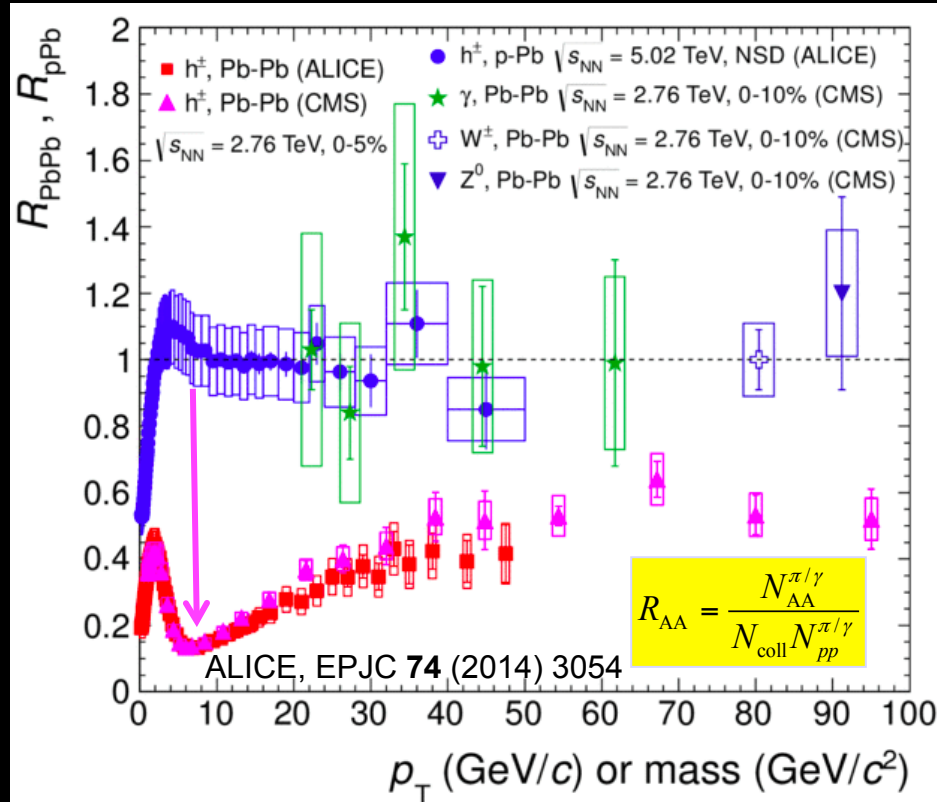 R_PbPb , R_pPb
2
1.8
1.6
1.4
1.2
1
0.8
0.6
0.4
0.2
0
h±, Pb-Pb (ALICE)
h±, Pb-Pb (CMS)
√s_NN = 2.76 TeV, 0-5%
h±, p-Pb √s_NN = 5.02 TeV, NSD (ALICE)
γ, Pb-Pb √s_NN = 2.76 TeV, 0-10% (CMS)
W±, Pb-Pb √s_NN = 2.76 TeV, 0-10% (CMS)
Z⁰, Pb-Pb √s_NN = 2.76 TeV, 0-10% (CMS)
R_AA = N_AA^π/γ / N_coll N_pp^π/γ
ALICE, EPJC 74 (2014) 3054
0 10 20 30 40 50 60 70 80 90 100
p_T (GeV/c) or mass (GeV/c²)